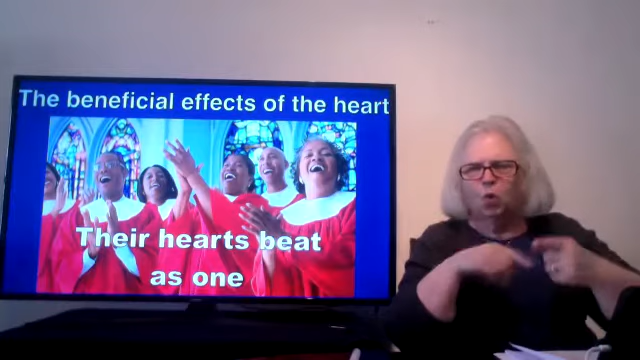 The beneficial effects of the heart
Their hearts beat
as one